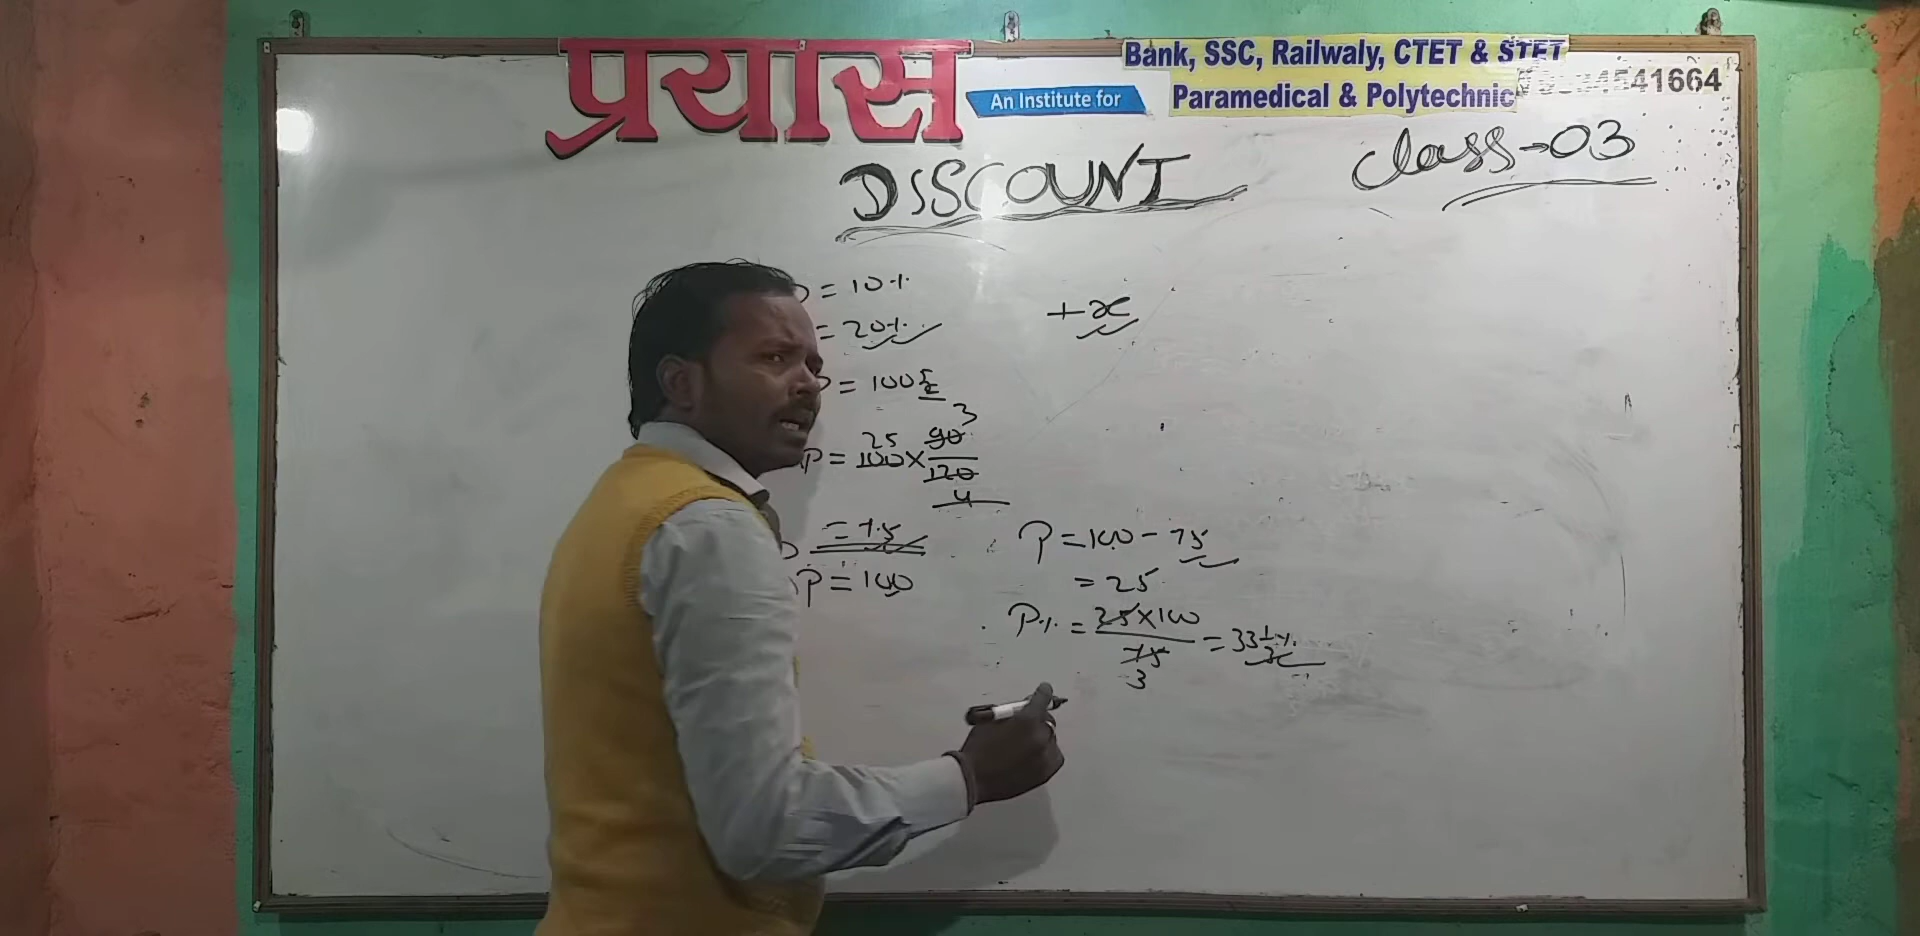 प्रयास
An Institute for
Bank, SSC, Railwaly, CTET & STET
Paramedical & Polytechnic
4541664
DISCOUNT
Class → 03
= 10%
= 20%
= 100₹
P = 100 × 90/120
25 3
4
= 75
P = 100
+x
P = 100 - 75
= 25
P% = 25×100/75 = 33 1/3 %
3